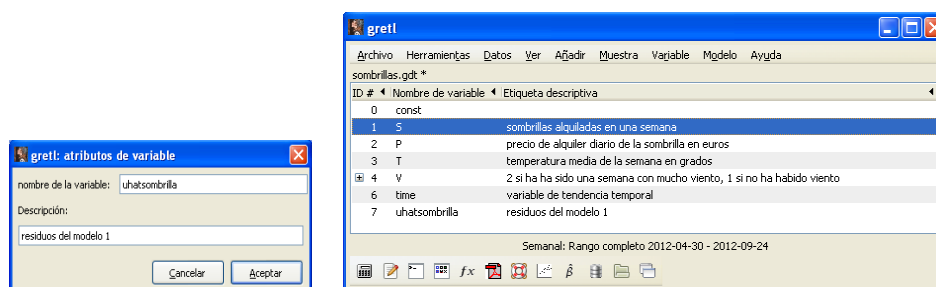 gretl: atributos de variable
nombre de la variable: uhatsombrilla
Descripción:
residuos del modelo 1
Cancelar Aceptar
gretl
Archivo Herramientas Datos Ver Añadir Muestra Variable Modelo Ayuda
sombrillas.gdt *
ID # Nombre de variable Etiqueta descriptiva
0 const
1 S sombrillas alquiladas en una semana
2 P precio de alquiler diario de la sombrilla en euros
3 T temperatura media de la semana en grados
4 V 2 si ha ha sido una semana con mucho viento, 1 si no ha habido viento
6 time variable de tendencia temporal
7 uhatsombrilla residuos del modelo 1
Semanal: Rango completo 2012-04-30 - 2012-09-24
fx β̂